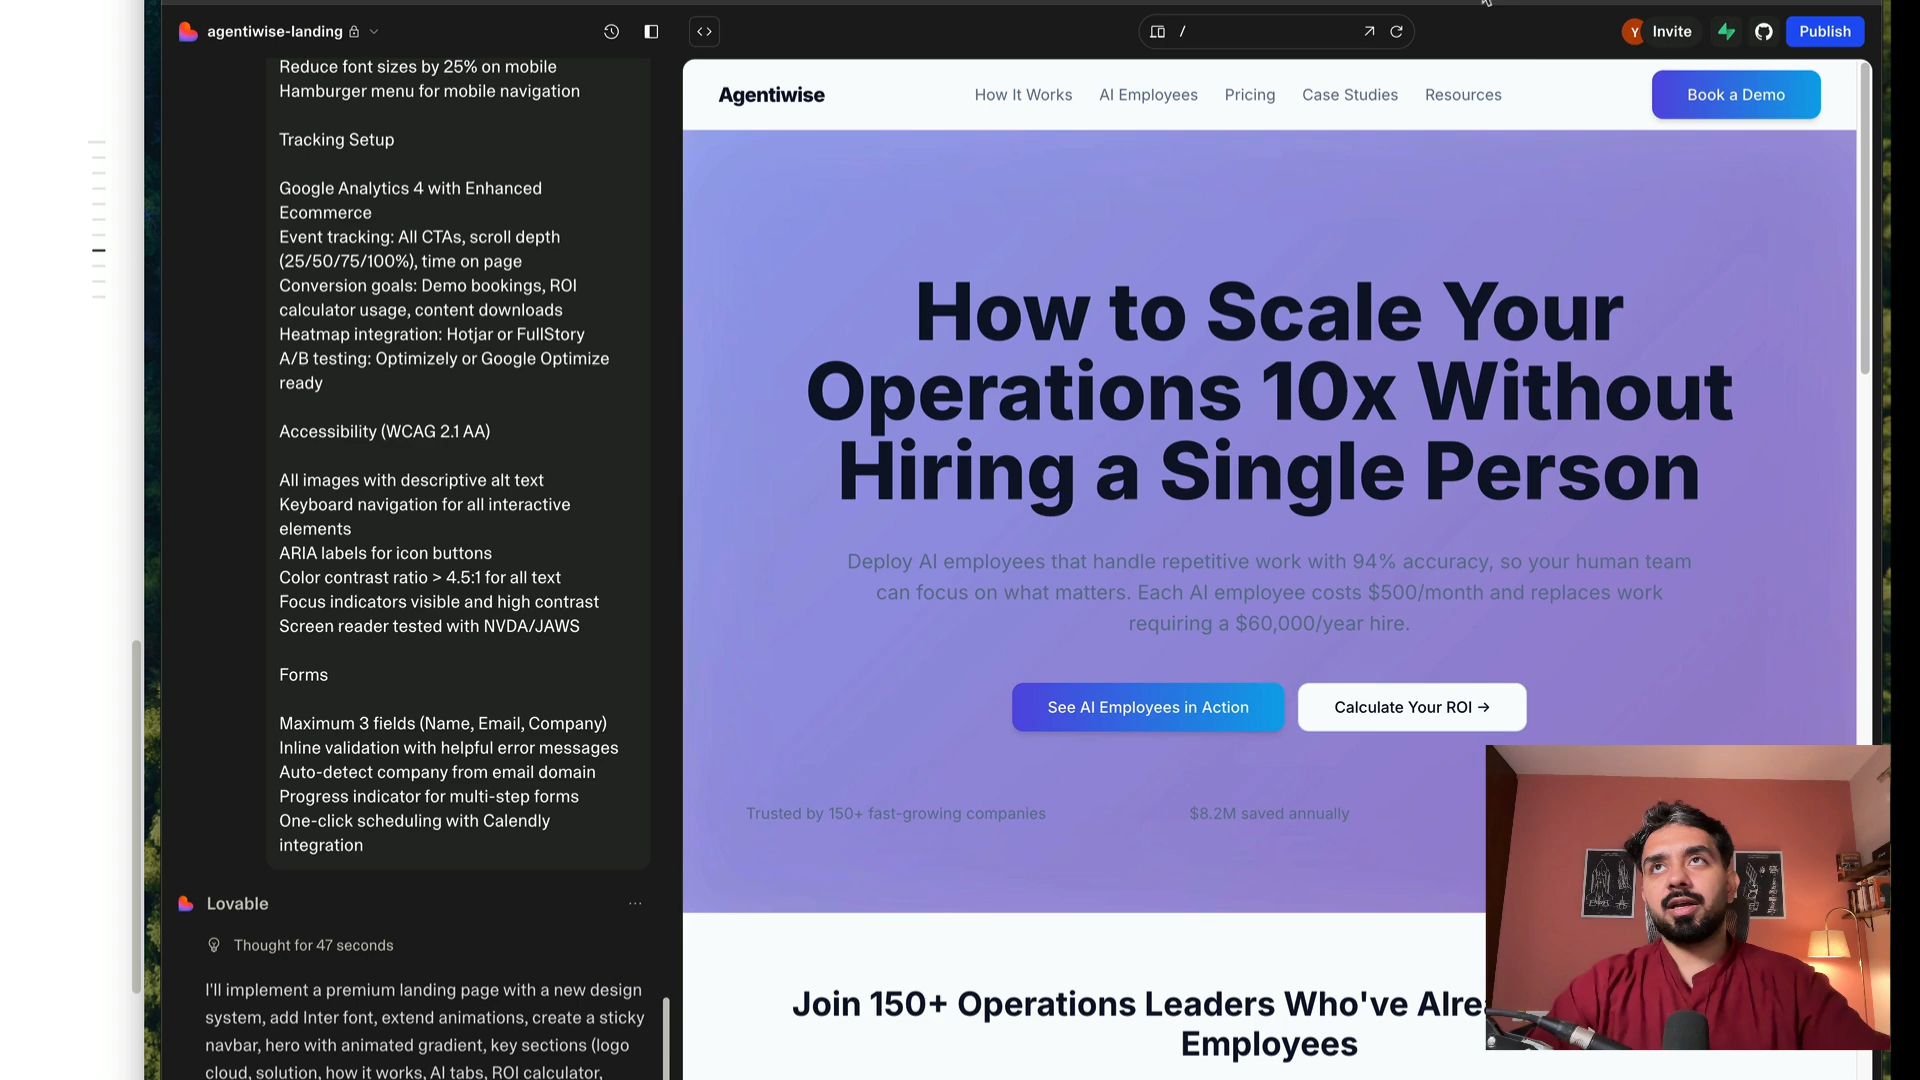 agentiwise-landing
/
Y
Invite
Publish
Reduce font sizes by 25% on mobile
Hamburger menu for mobile navigation
Tracking Setup
Google Analytics 4 with Enhanced
Ecommerce
Event tracking: All CTAs, scroll depth
(25/50/75/100%), time on page
Conversion goals: Demo bookings, ROI
calculator usage, content downloads
Heatmap integration: Hotjar or FullStory
A/B testing: Optimizely or Google Optimize
ready
Accessibility (WCAG 2.1 AA)
All images with descriptive alt text
Keyboard navigation for all interactive
elements
ARIA labels for icon buttons
Color contrast ratio > 4.5:1 for all text
Focus indicators visible and high contrast
Screen reader tested with NVDA/JAWS
Forms
Maximum 3 fields (Name, Email, Company)
Inline validation with helpful error messages
Auto-detect company from email domain
Progress indicator for multi-step forms
One-click scheduling with Calendly
integration
Lovable
Thought for 47 seconds
I'll implement a premium landing page with a new design
system, add Inter font, extend animations, create a sticky
navbar, hero with animated gradient, key sections (logo
cloud, solution, how it works, AI tabs, ROI calculator,
Agentiwise
How It Works
AI Employees
Pricing
Case Studies
Resources
Book a Demo
How to Scale Your
Operations 10x Without
Hiring a Single Person
Deploy AI employees that handle repetitive work with 94% accuracy, so your human team
can focus on what matters. Each AI employee costs $500/month and replaces work
requiring a $60,000/year hire.
See AI Employees in Action
Calculate Your ROI →
Trusted by 150+ fast-growing companies
$8.2M saved annually
Join 150+ Operations Leaders Who've
Employees